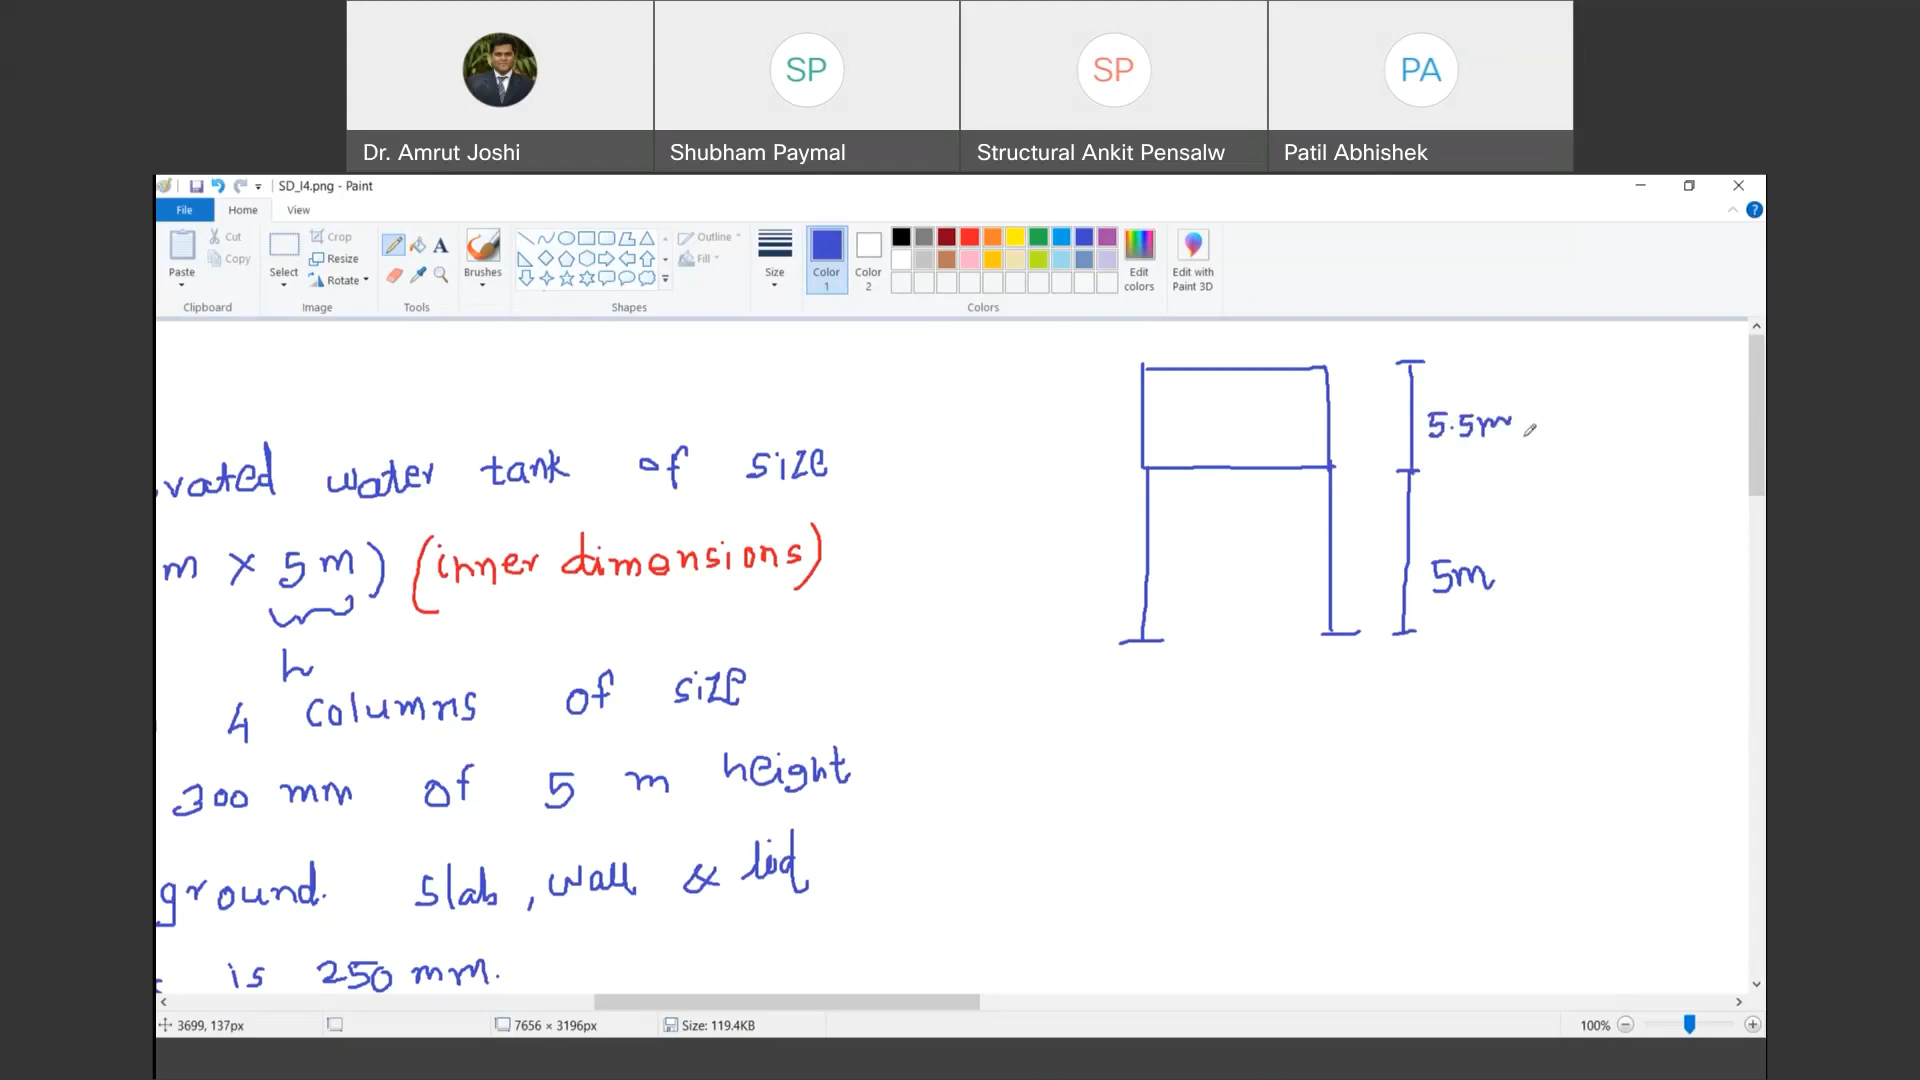 SP
SP
PA
Dr. Amrut Joshi
Shubham Paymal
Structural Ankit Pensalw
Patil Abhishek
SD_l4.png - Paint
File
Home
View
Cut
Copy
Paste
Clipboard
Crop
Resize
Rotate
Select
Image
A
Tools
Brushes
Outline
Fill
Shapes
Size
Color 1
Color 2
Edit colors
Edit with Paint 3D
Colors
vated water tank of size
m × 5m) (inner dimensions)
h
4 columns of size
300 mm of 5 m height
ground. slab, wall & lid
is 250 mm.
5.5m
5m
3699, 137px
7656 × 3196px
Size: 119.4KB
100%